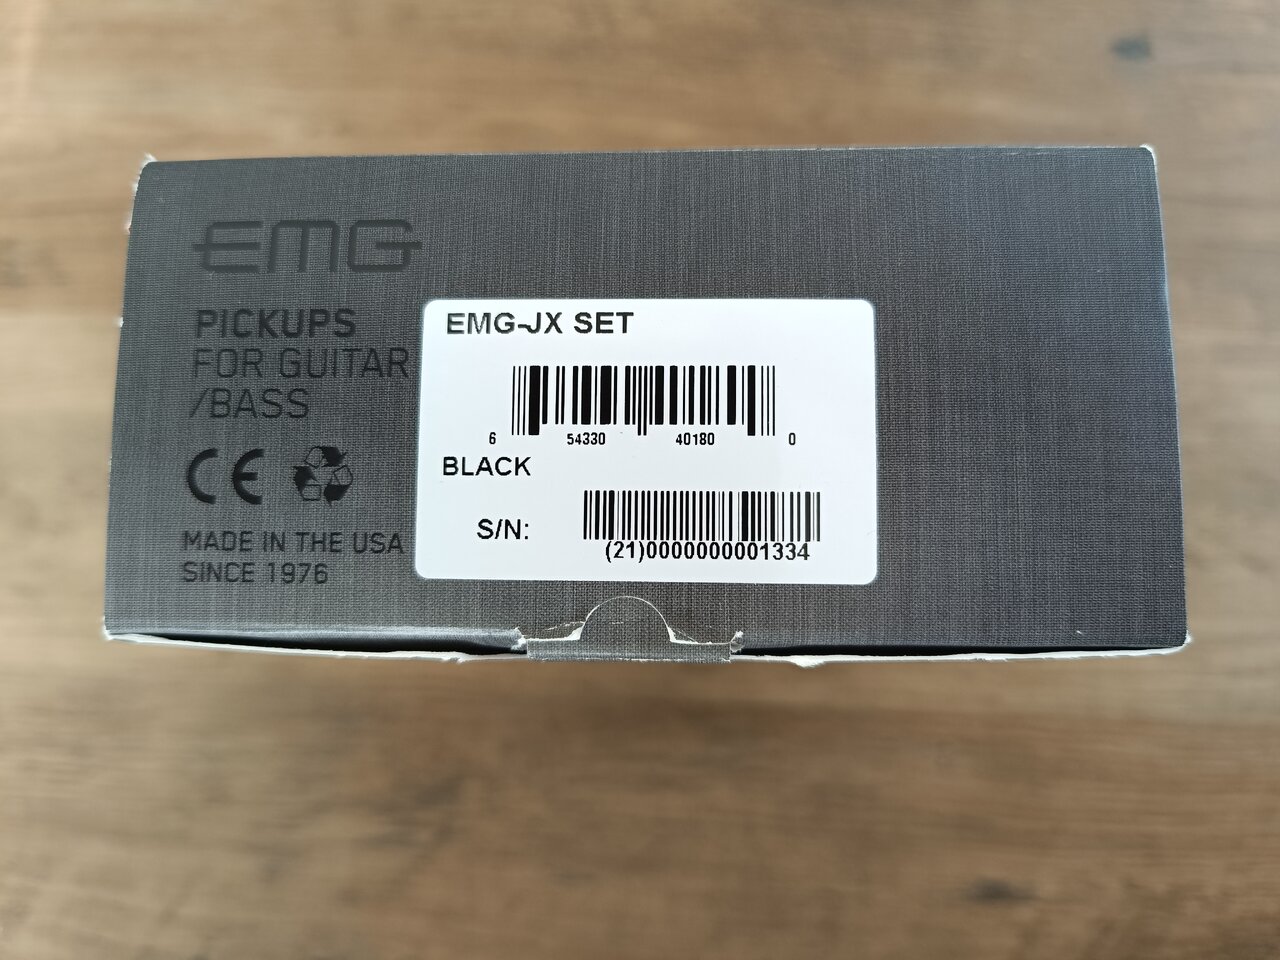 EMG
PICKUPS
FOR GUITAR
/BASS
CE
MADE IN THE USA
SINCE 1976
EMG-JX SET
6 54330 40180 0
BLACK
S/N:
(21)0000000001334